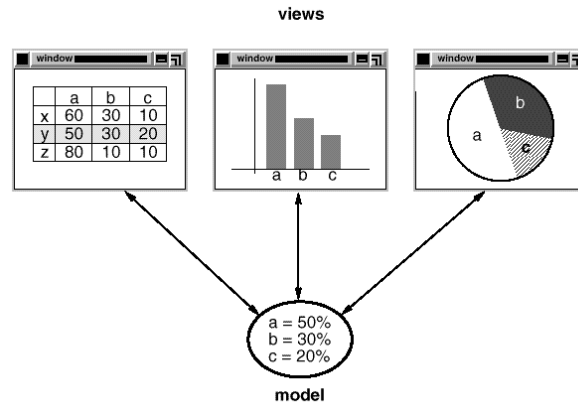 views
window
window
window
a b c
x 60 30 10
y 50 30 20
z 80 10 10
a b c
a
b
c
a = 50%
b = 30%
c = 20%
model